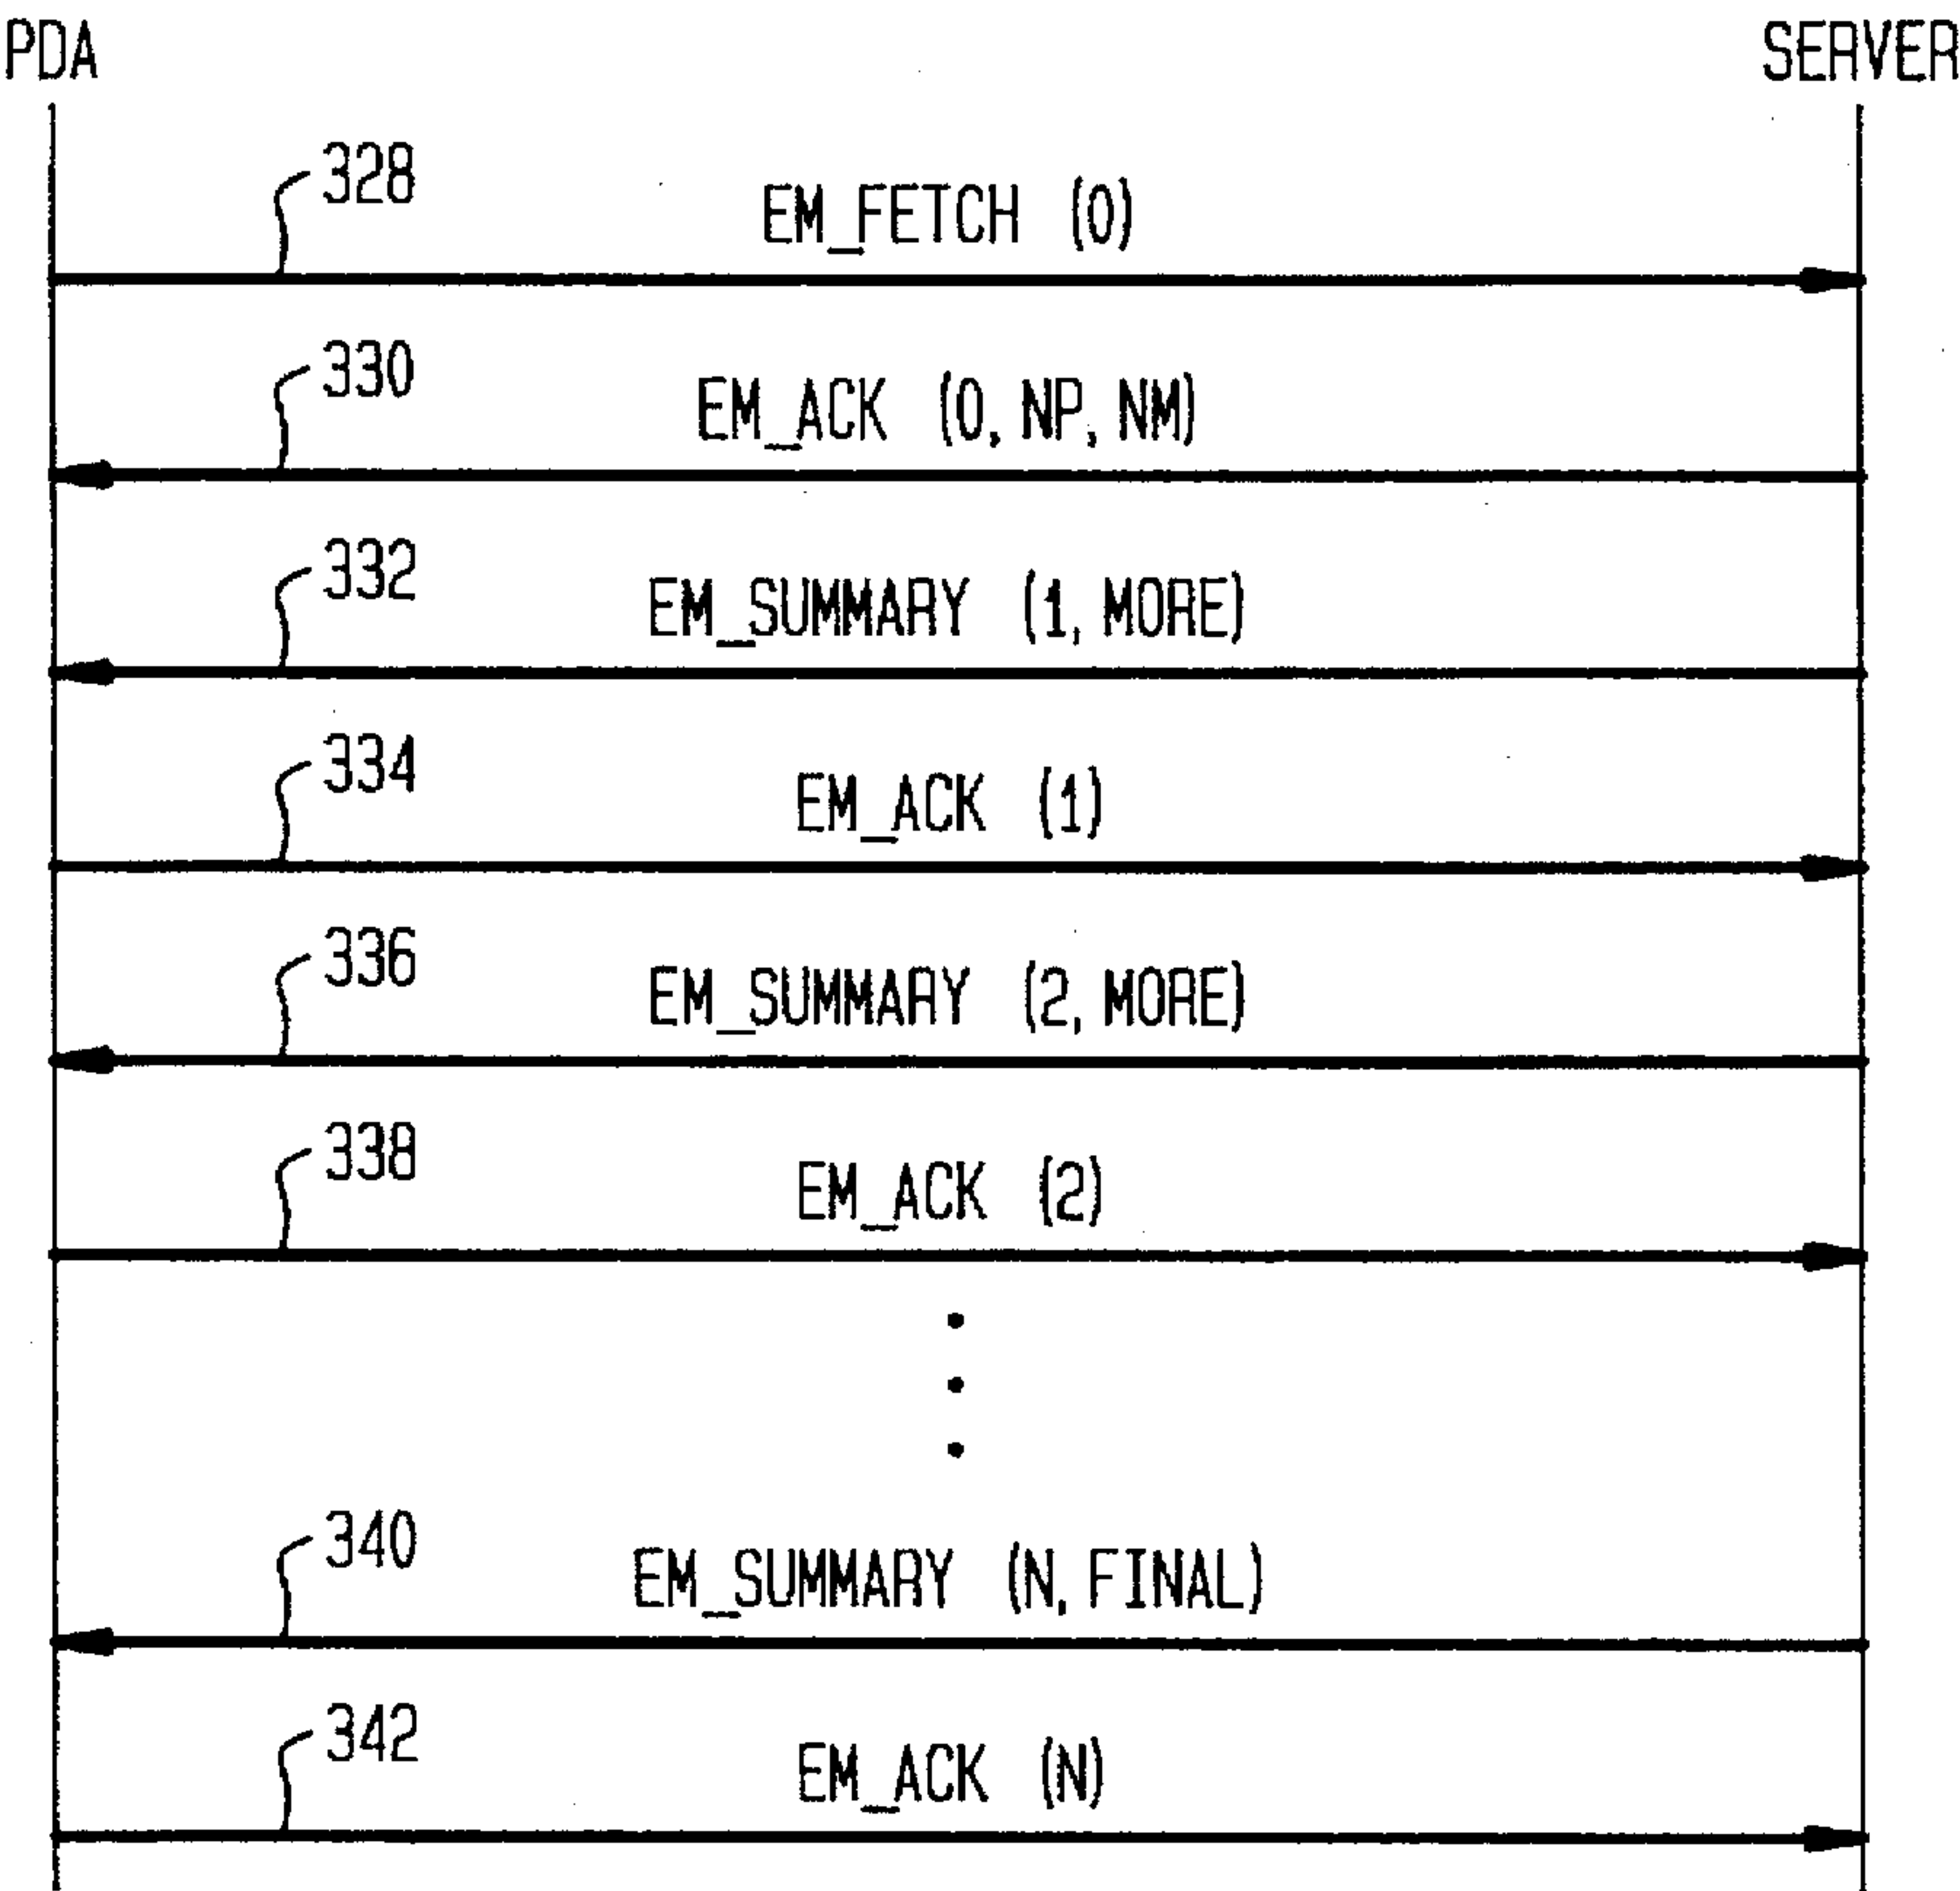 PDA
SERVER
328
EM_FETCH (0)
330
EM_ACK (0, NP, NM)
332
EM_SUMMARY (1, MORE)
334
EM_ACK (1)
336
EM_SUMMARY (2, MORE)
338
EM_ACK (2)
340
EM_SUMMARY (N, FINAL)
342
EM_ACK (N)